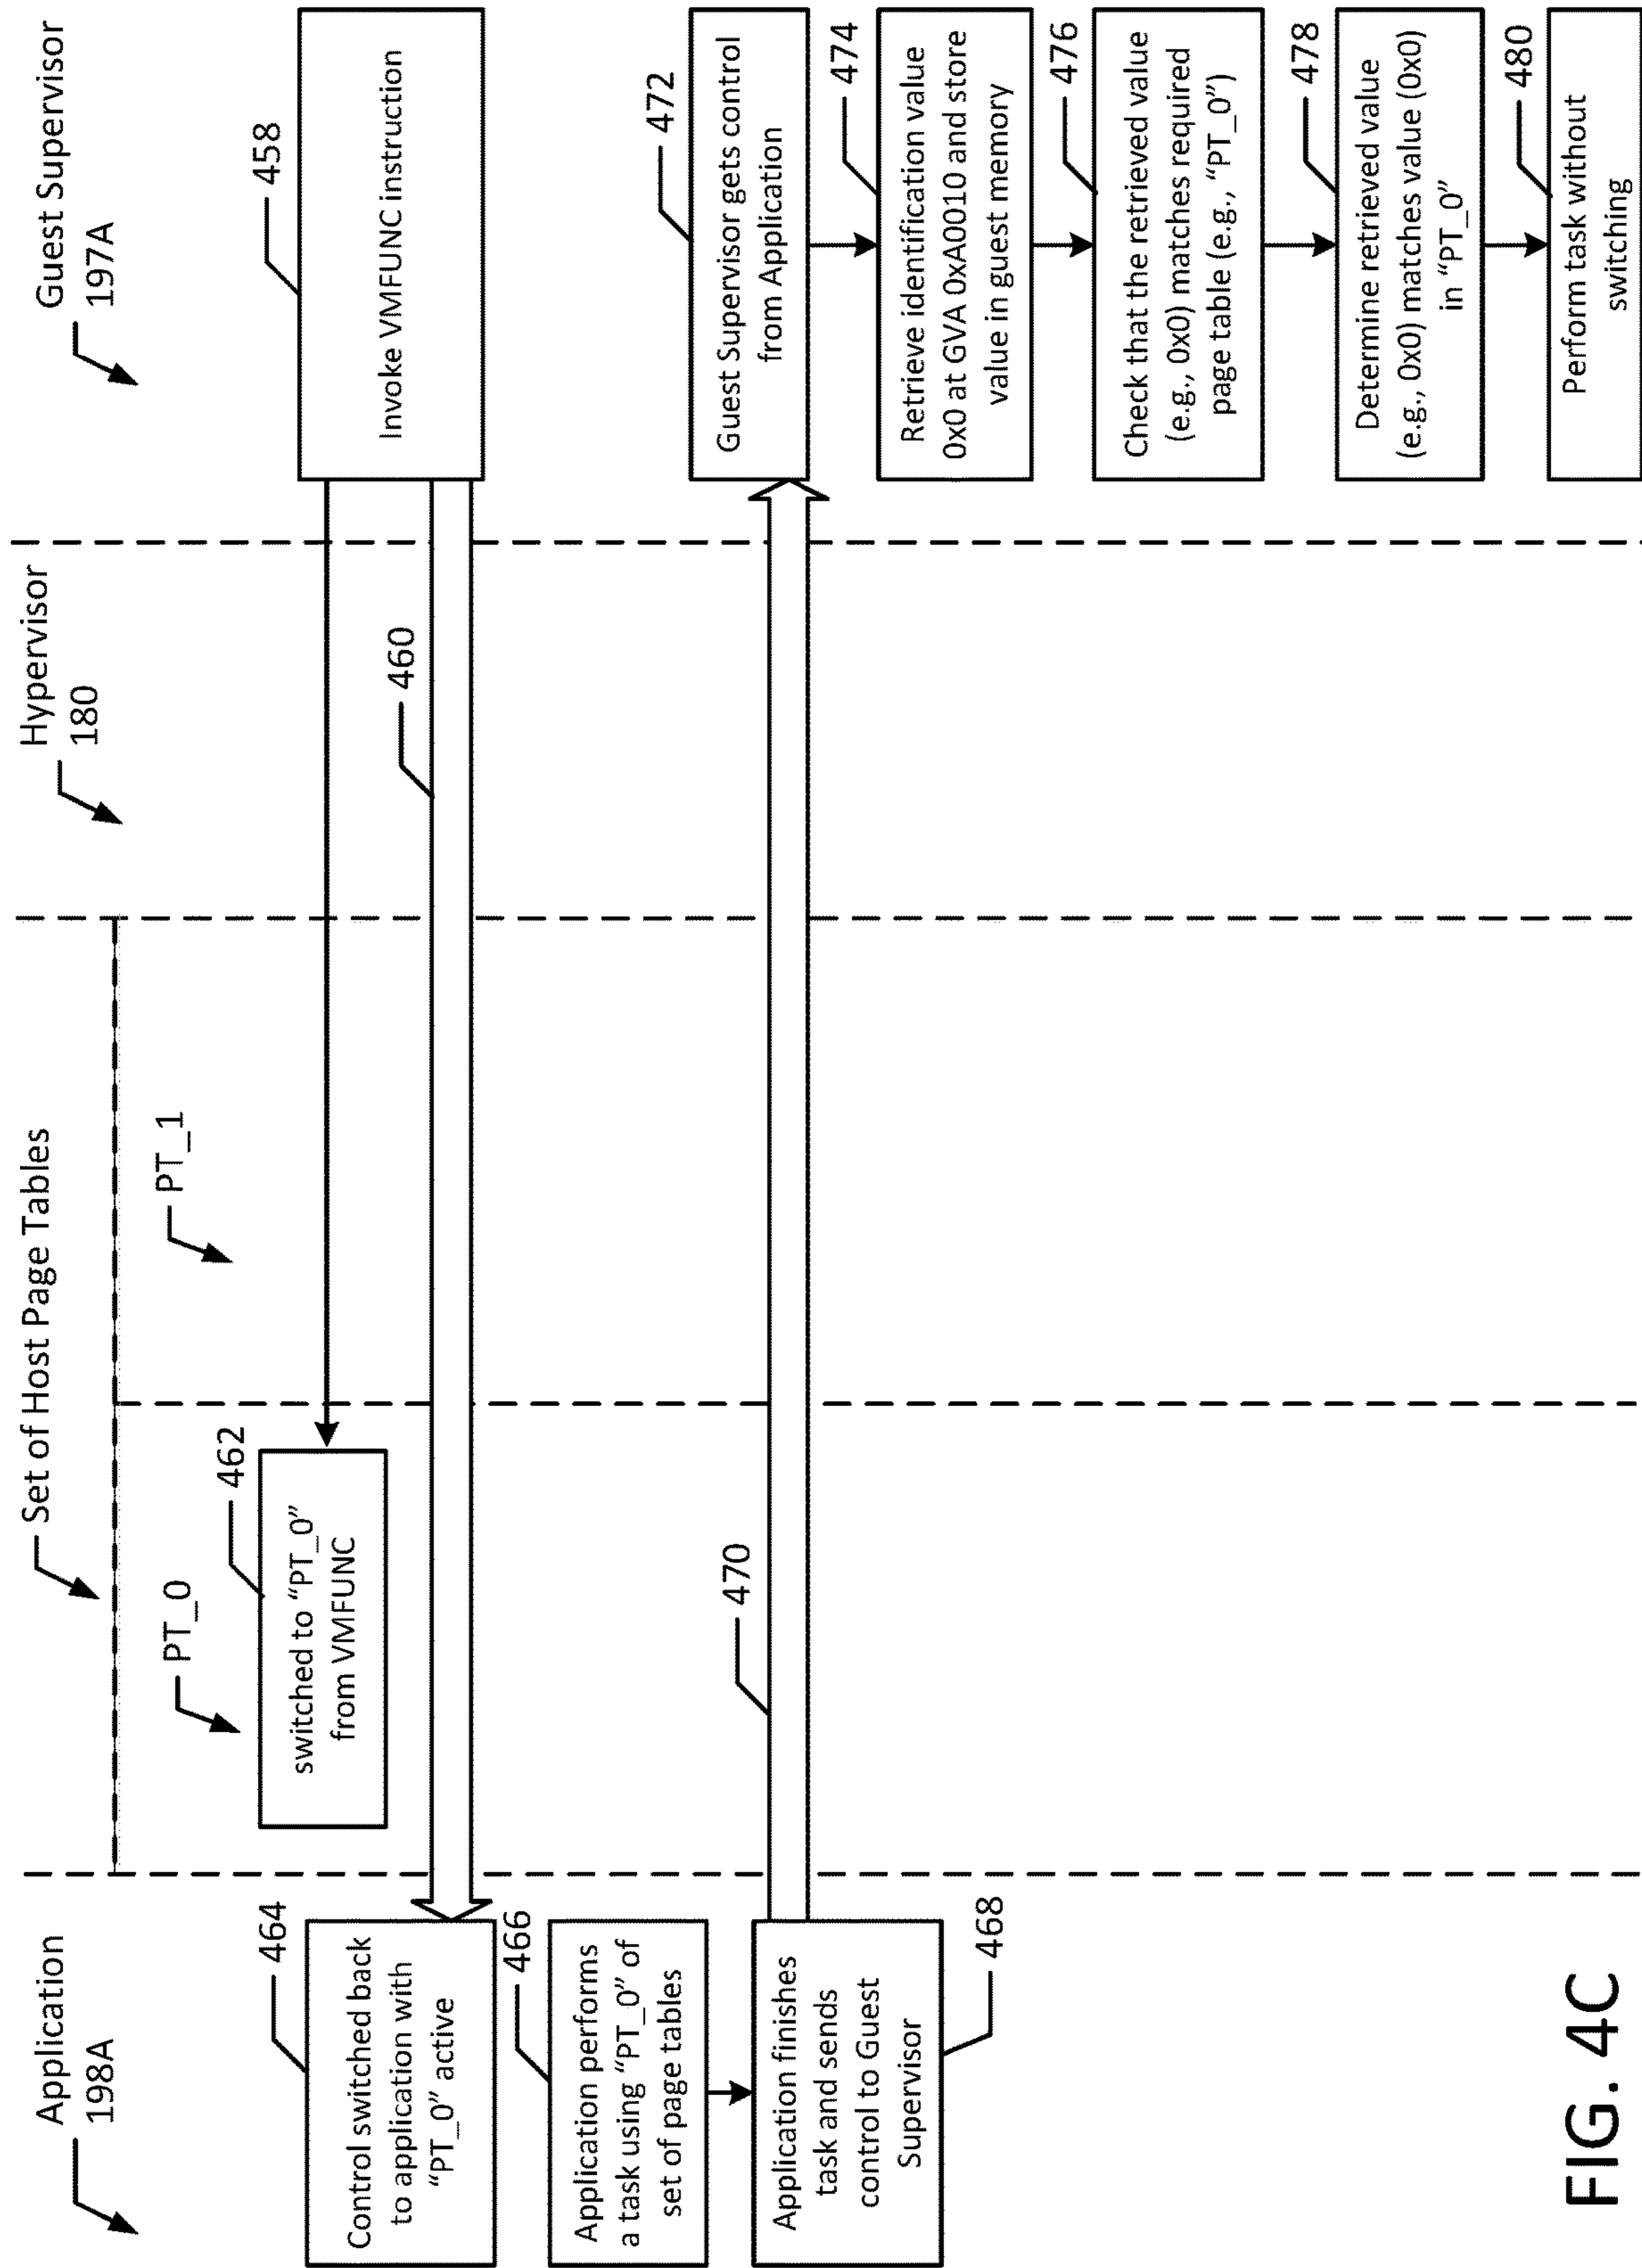 Application
198A
Set of Host Page Tables
PT_0
PT_1
Hypervisor
180
Guest Supervisor
197A
458
Invoke VMFUNC instruction
462
switched to “PT_0”
from VMFUNC
460
464
Control switched back
to application with
“PT_0” active
466
Application performs
a task using “PT_0” of
set of page tables
Application finishes
task and sends
control to Guest
Supervisor
468
470
472
Guest Supervisor gets control
from Application
474
Retrieve identification value
0x0 at GVA 0xA0010 and store
value in guest memory
476
Check that the retrieved value
(e.g., 0x0) matches required
page table (e.g., “PT_0”)
478
Determine retrieved value
(e.g., 0x0) matches value (0x0)
in “PT_0”
480
Perform task without
switching
FIG. 4C